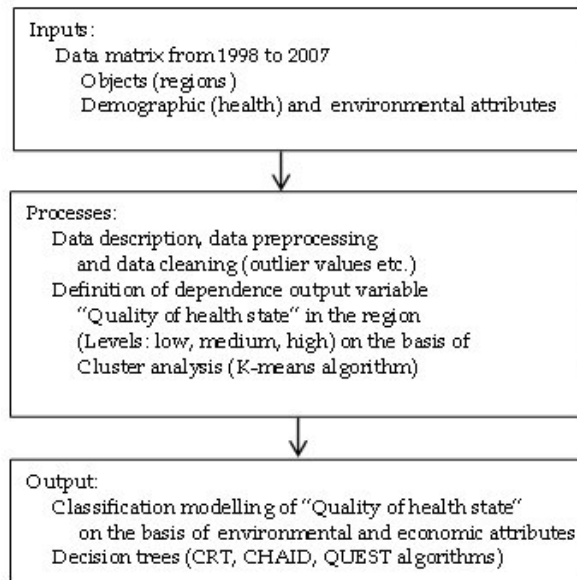 Inputs:
Data matrix from 1998 to 2007
Objects (regions)
Demographic (health) and environmental attributes
Processes:
Data description, data preprocessing
and data cleaning (outlier values etc.)
Definition of dependence output variable
“Quality of health state“ in the region
(Levels: low, medium, high) on the basis of
Cluster analysis (K-means algorithm)
Output:
Classification modelling of “Quality of health state“
on the basis of environmental and economic attributes
Decision trees (CRT, CHAID, QUEST algorithms)